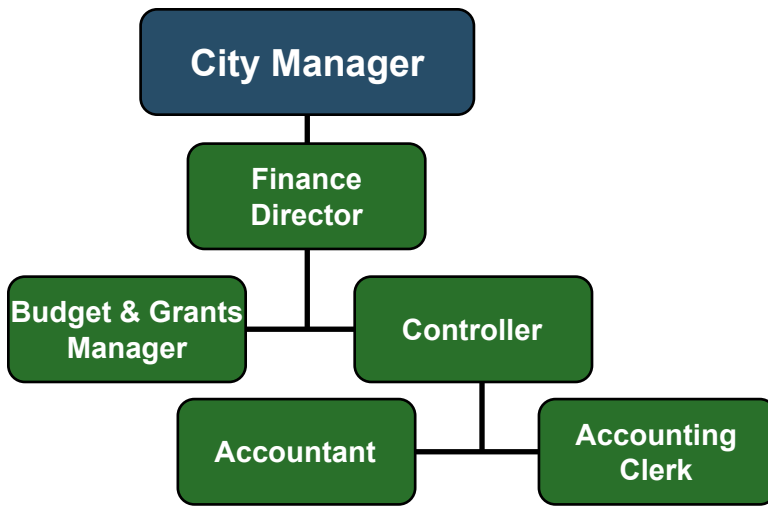 City Manager
Finance
Director
Budget & Grants
Manager
Controller
Accountant
Accounting
Clerk